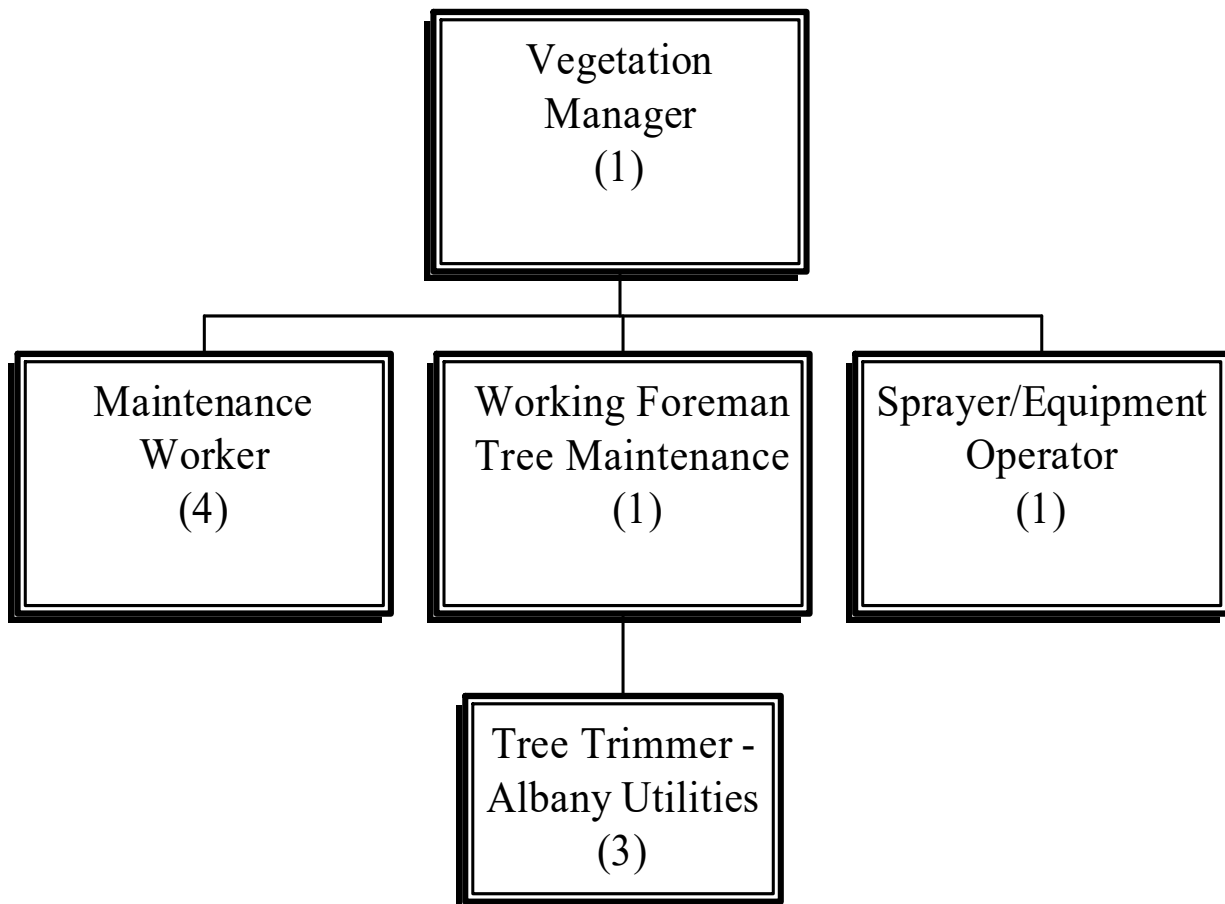 Vegetation
Manager
(1)
Maintenance
Worker
(4)
Working Foreman
Tree Maintenance
(1)
Sprayer/Equipment
Operator
(1)
Tree Trimmer -
Albany Utilities
(3)